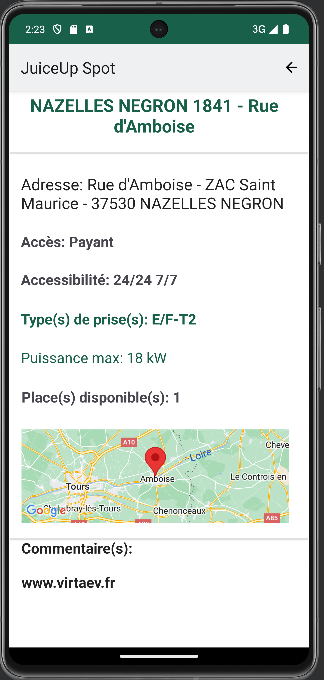 2:23 A 3G
JuiceUp Spot
NAZELLES NEGRON 1841 - Rue
d'Amboise
Adresse: Rue d'Amboise - ZAC Saint
Maurice - 37530 NAZELLES NEGRON
Accès: Payant
Accessibilité: 24/24 7/7
Type(s) de prise(s): E/F-T2
Puissance max: 18 kW
Place(s) disponible(s): 1
A10
Cheve
Loire
Amboise
Le Controis en
Tours
Google
bray-lès-Tours
Chenonceaux
A85
Commentaire(s):
www.virtaev.fr